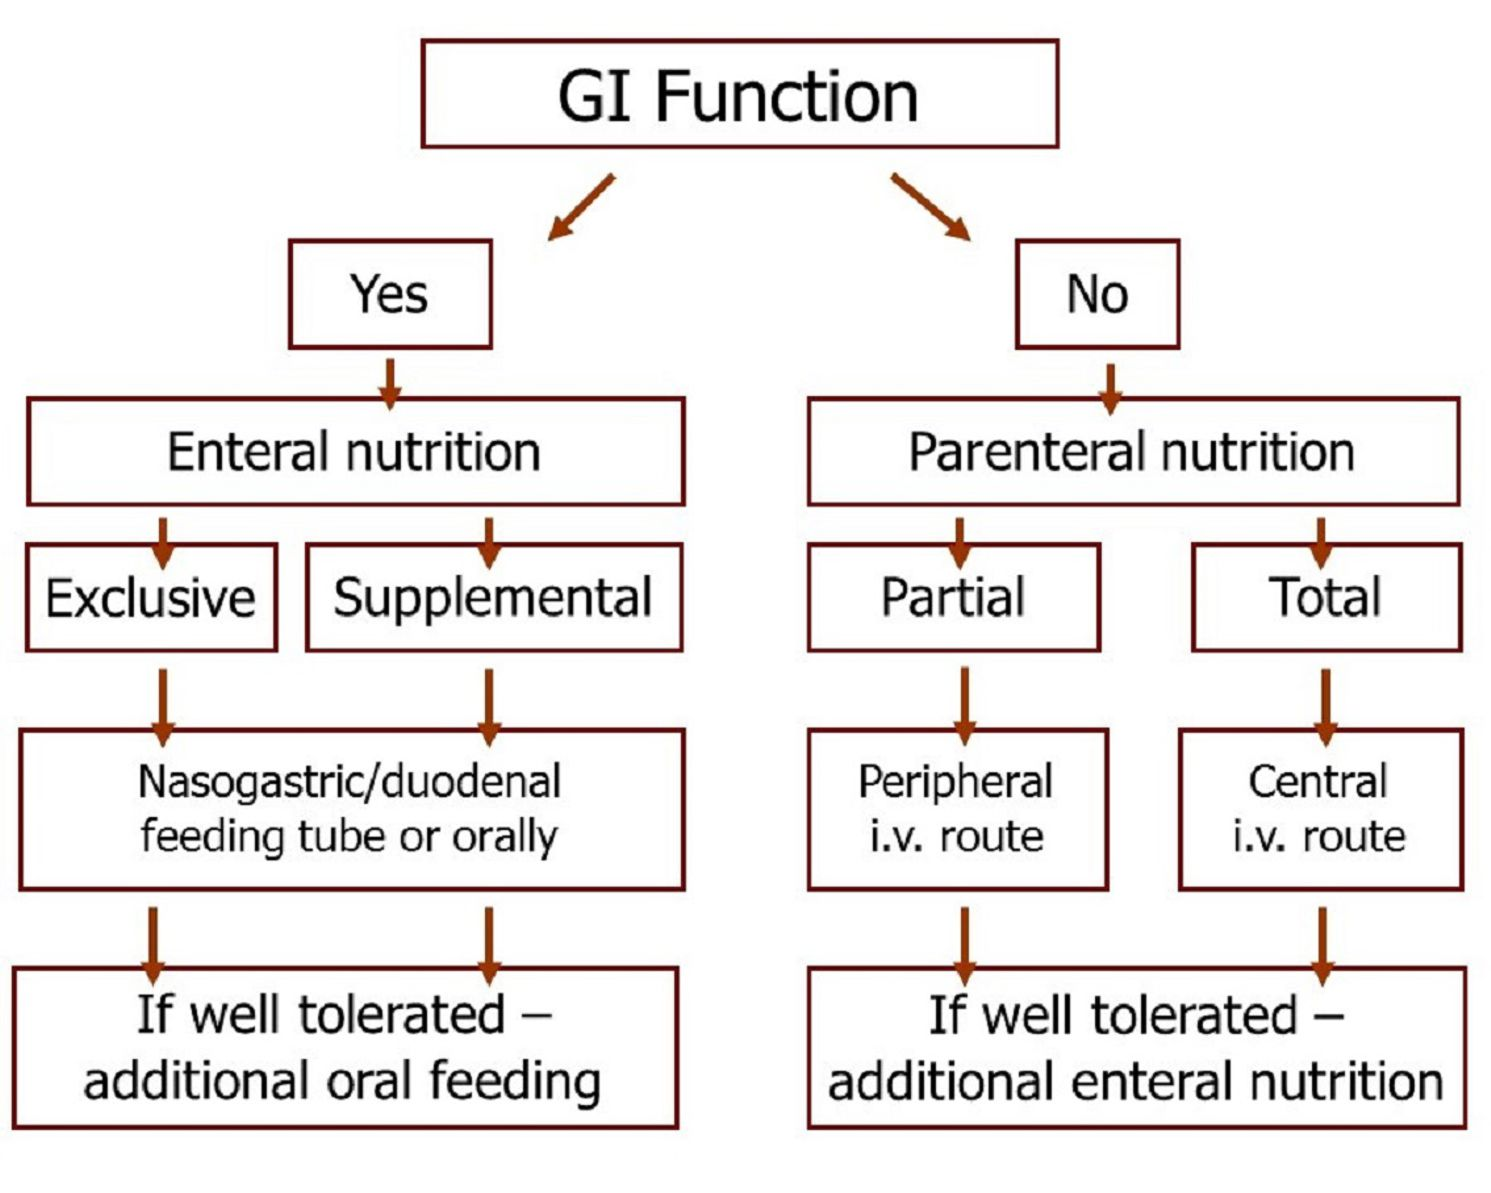 GI Function
Yes
No
Enteral nutrition
Parenteral nutrition
Exclusive
Supplemental
Partial
Total
Nasogastric/duodenal
feeding tube or orally
Peripheral
i.v. route
Central
i.v. route
If well tolerated –
additional oral feeding
If well tolerated –
additional enteral nutrition